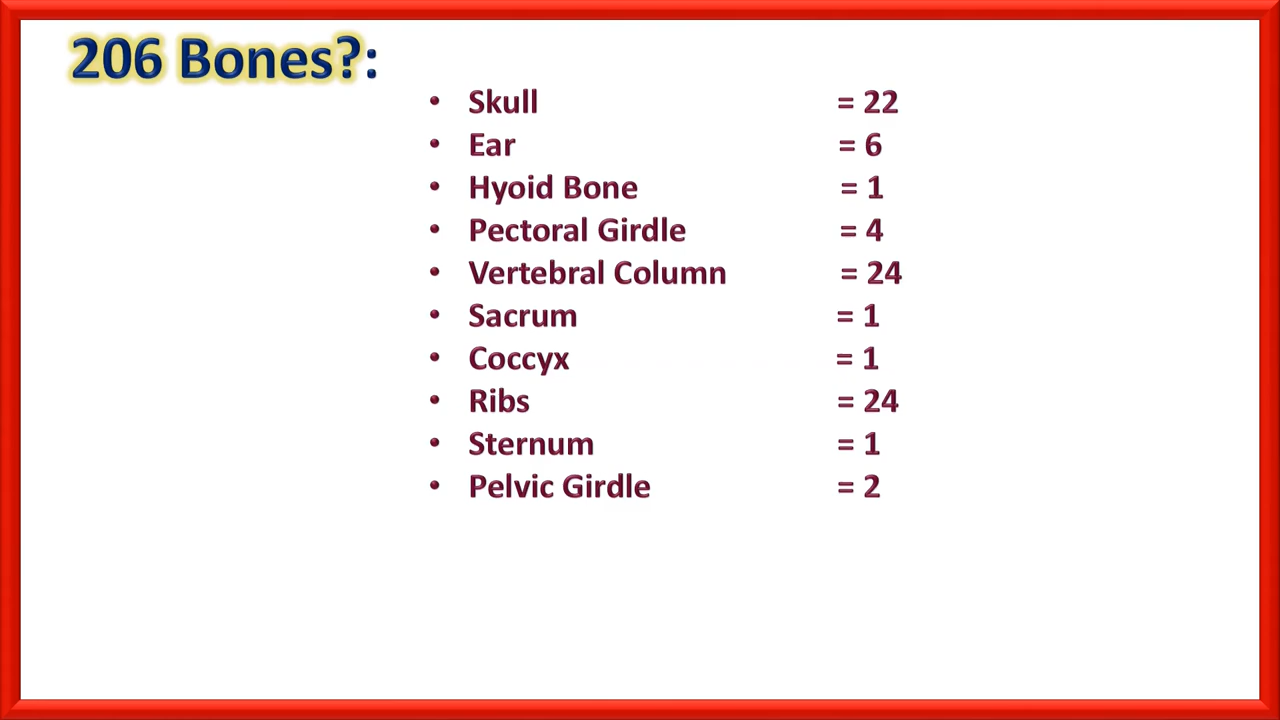 206 Bones?:
• Skull = 22
• Ear = 6
• Hyoid Bone = 1
• Pectoral Girdle = 4
• Vertebral Column = 24
• Sacrum = 1
• Coccyx = 1
• Ribs = 24
• Sternum = 1
• Pelvic Girdle = 2